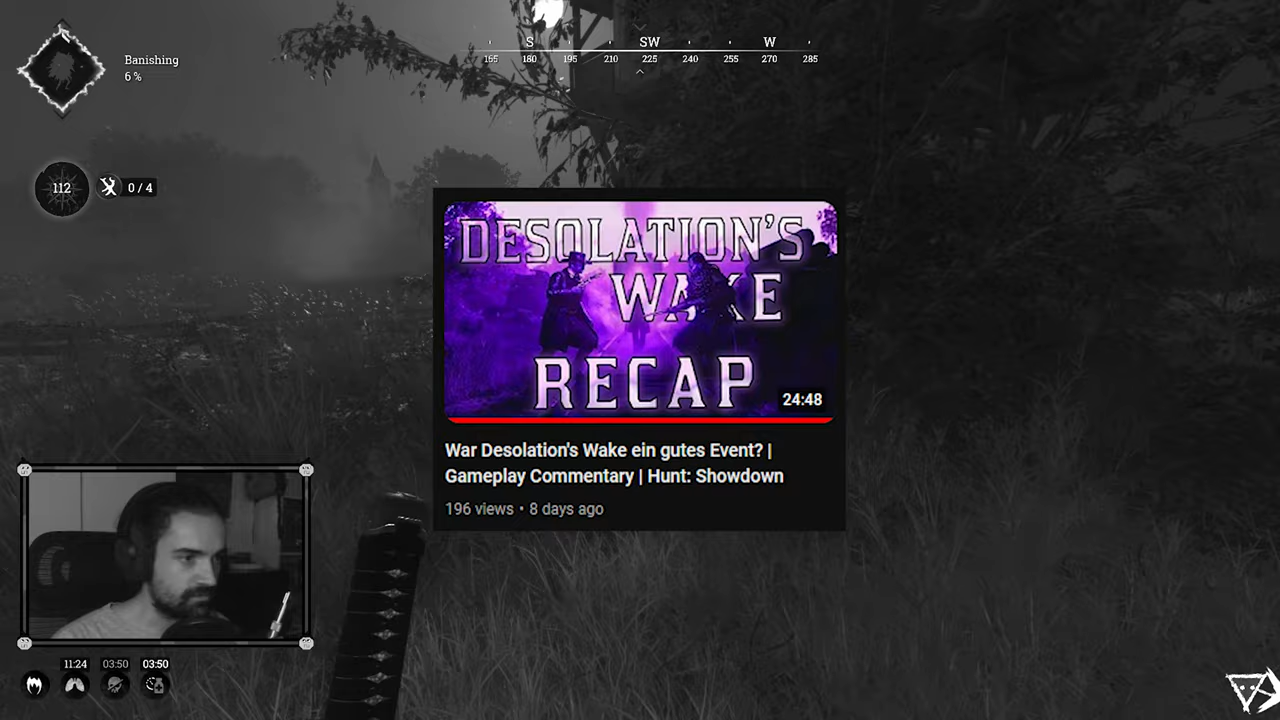 Banishing
6 %
S SW W
165 180 195 210 225 240 255 270 285
112 0 / 4
DESOLATION'S
WAKE
RECAP
24:48
War Desolation's Wake ein gutes Event? |
Gameplay Commentary | Hunt: Showdown
196 views • 8 days ago
11:24 03:50 03:50